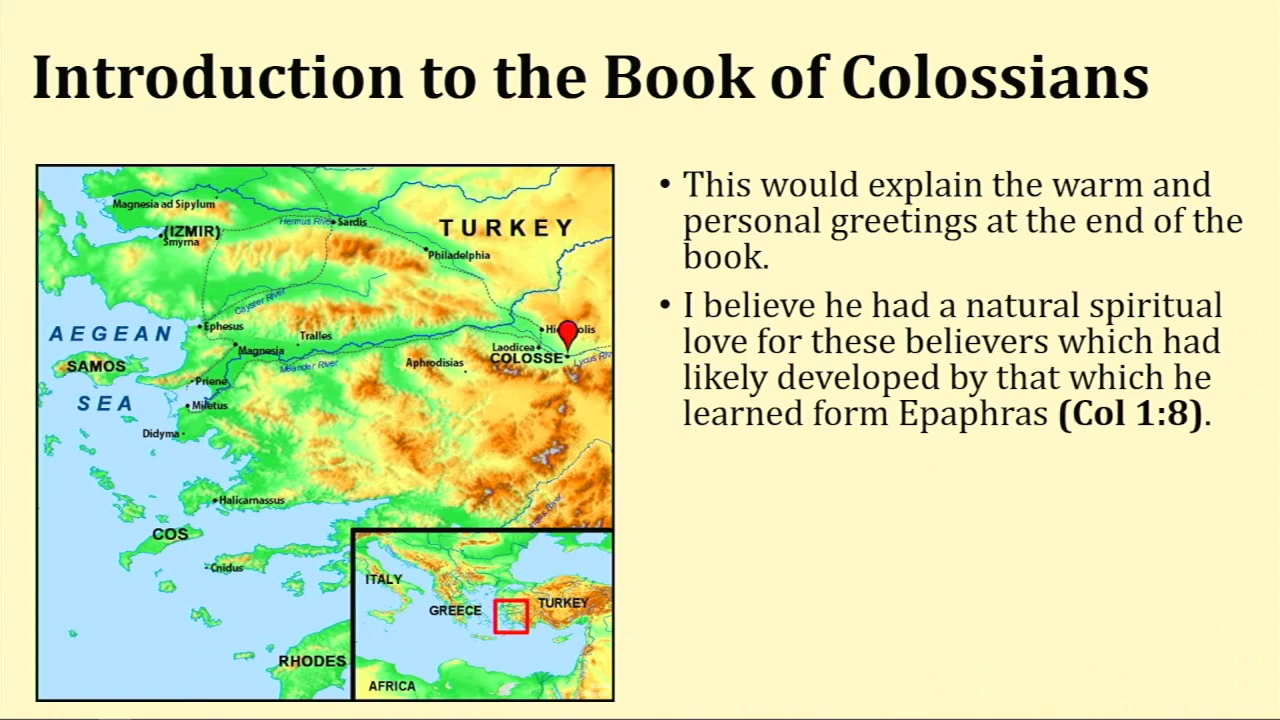 Introduction to the Book of Colossians
• This would explain the warm and
personal greetings at the end of the
book.
• I believe he had a natural spiritual
love for these believers which had
likely developed by that which he
learned form Epaphras (Col 1:8).
Magnesia ad Sipylum
(IZMIR)
Smyrna
Hermus
Sardis
TURKEY
Philadelphia
Cayster River
Ephesus
AEGEAN
Tralles
Magnesia
Laodicea
COLOSSE
SAMOS
Meander River
Aphrodisias
Lycus
Priene
SEA
Miletus
Didyma
Halicarnassus
COS
Cnidus
RHODES
ITALY
GREECE
TURKEY
AFRICA